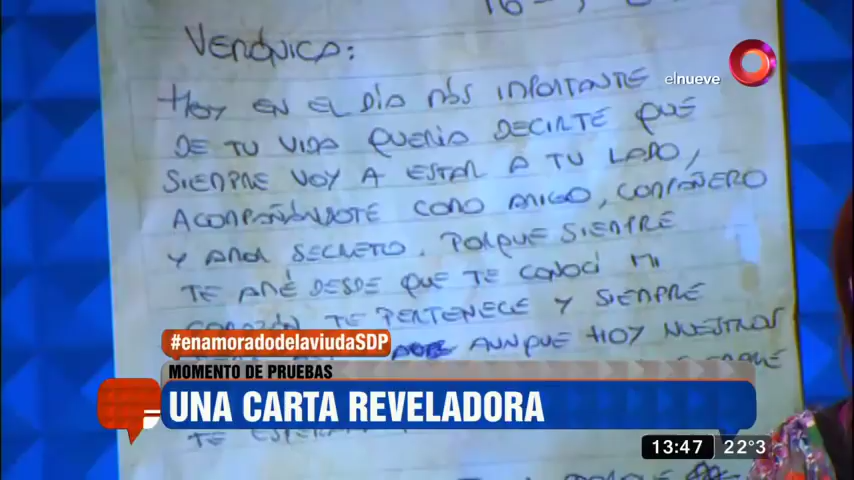 VERÓNICA:
HOY EN EL DÍA MÁS IMPORTANTE
DE TU VIDA QUERÍA DECIRTE QUE
SIEMPRE VOY A ESTAR A TU LADO,
ACOMPAÑÁNDOTE COMO AMIGO, COMPAÑERO
Y AMOR SECRETO. PORQUE SIEMPRE
TE AMÉ DESDE QUE TE CONOCÍ MI
CORAZÓN TE PERTENECE Y SIEMPRE
AUNQUE HOY NUESTROS
elnueve
#enamoradodelaviudaSDP
MOMENTO DE PRUEBAS
UNA CARTA REVELADORA
13:47 22°3